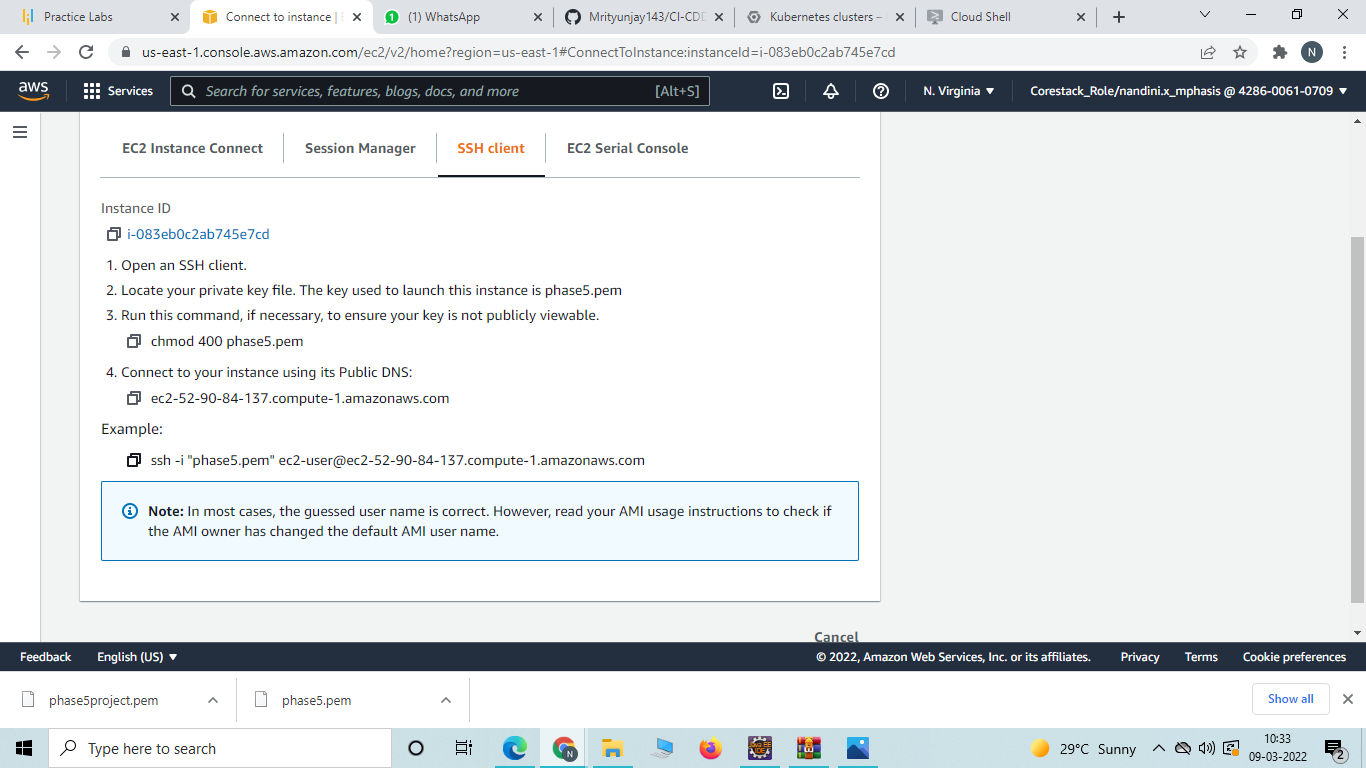 Practice Labs
Connect to instance | E
(1) WhatsApp
Mrityunjay143/CI-CDD
Kubernetes clusters –
Cloud Shell
us-east-1.console.aws.amazon.com/ec2/v2/home?region=us-east-1#ConnectToInstance:instanceId=i-083eb0c2ab745e7cd
N
aws
Services
Search for services, features, blogs, docs, and more
[Alt+S]
N. Virginia
Corestack_Role/nandini.x_mphasis @ 4286-0061-0709
EC2 Instance Connect
Session Manager
SSH client
EC2 Serial Console
Instance ID
i-083eb0c2ab745e7cd
1. Open an SSH client.
2. Locate your private key file. The key used to launch this instance is phase5.pem
3. Run this command, if necessary, to ensure your key is not publicly viewable.
chmod 400 phase5.pem
4. Connect to your instance using its Public DNS:
ec2-52-90-84-137.compute-1.amazonaws.com
Example:
ssh -i "phase5.pem" ec2-user@ec2-52-90-84-137.compute-1.amazonaws.com
Note: In most cases, the guessed user name is correct. However, read your AMI usage instructions to check if
the AMI owner has changed the default AMI user name.
Cancel
Feedback
English (US)
© 2022, Amazon Web Services, Inc. or its affiliates.
Privacy
Terms
Cookie preferences
phase5project.pem
phase5.pem
Show all
Type here to search
N
29°C Sunny
10:33
09-03-2022
2